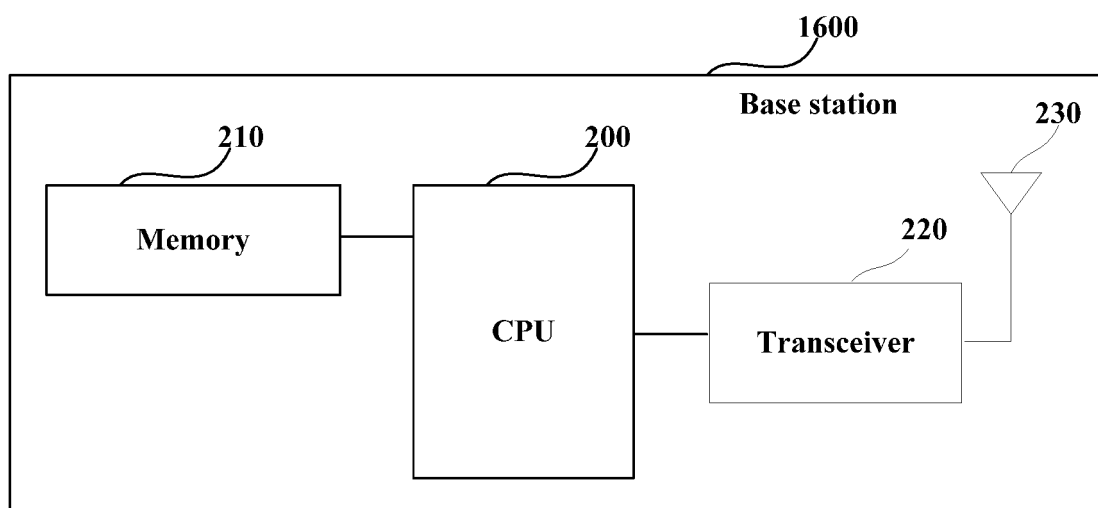 1600
Base station
230
210
200
Memory
220
CPU
Transceiver